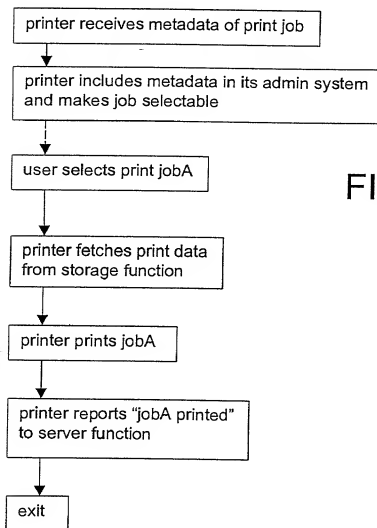 printer receives metadata of print job
printer includes metadata in its admin system
and makes job selectable
user selects print jobA
FI
printer fetches print data
from storage function
printer prints jobA
printer reports “jobA printed”
to server function
exit